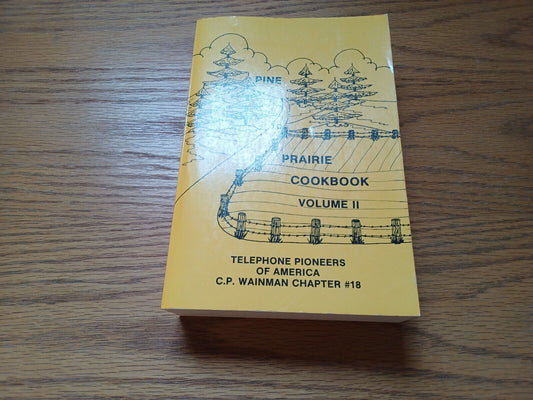 PINE
PRAIRIE
COOKBOOK
VOLUME II
TELEPHONE PIONEERS
OF AMERICA
C.P. WAINMAN CHAPTER #18